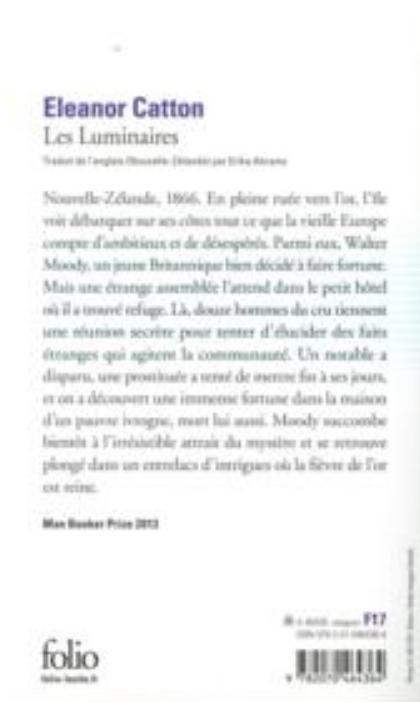 Eleanor Catton
Les Luminaires
Traduit de l'anglais (Nouvelle-Zélande) par Erika Abrams
Nouvelle-Zélande, 1866. En pleine ruée vers l'or, l'île
voit débarquer sur ses côtes tout ce que la vieille Europe
compte d'ambitieux et de désespérés. Parmi eux, Walter
Moody, un jeune Britannique bien décidé à faire fortune.
Mais une étrange assemblée l'attend dans le petit hôtel
où il a trouvé refuge. Là, douze hommes du cru tiennent
une réunion secrète pour tenter d'élucider des faits
étranges qui agitent la communauté. Un notable a
disparu, une prostituée a tenté de mettre fin à ses jours,
et on a découvert une immense fortune dans la maison
d'un pauvre ivrogne, mort lui aussi. Moody succombe
bientôt à l'irrésistible attrait du mystère et se retrouve
plongé dans un entrelacs d'intrigues où la fièvre de l'or
est reine.
Man Booker Prize 2013
F17
folio
folio-lesite.fr
9 782070 464364